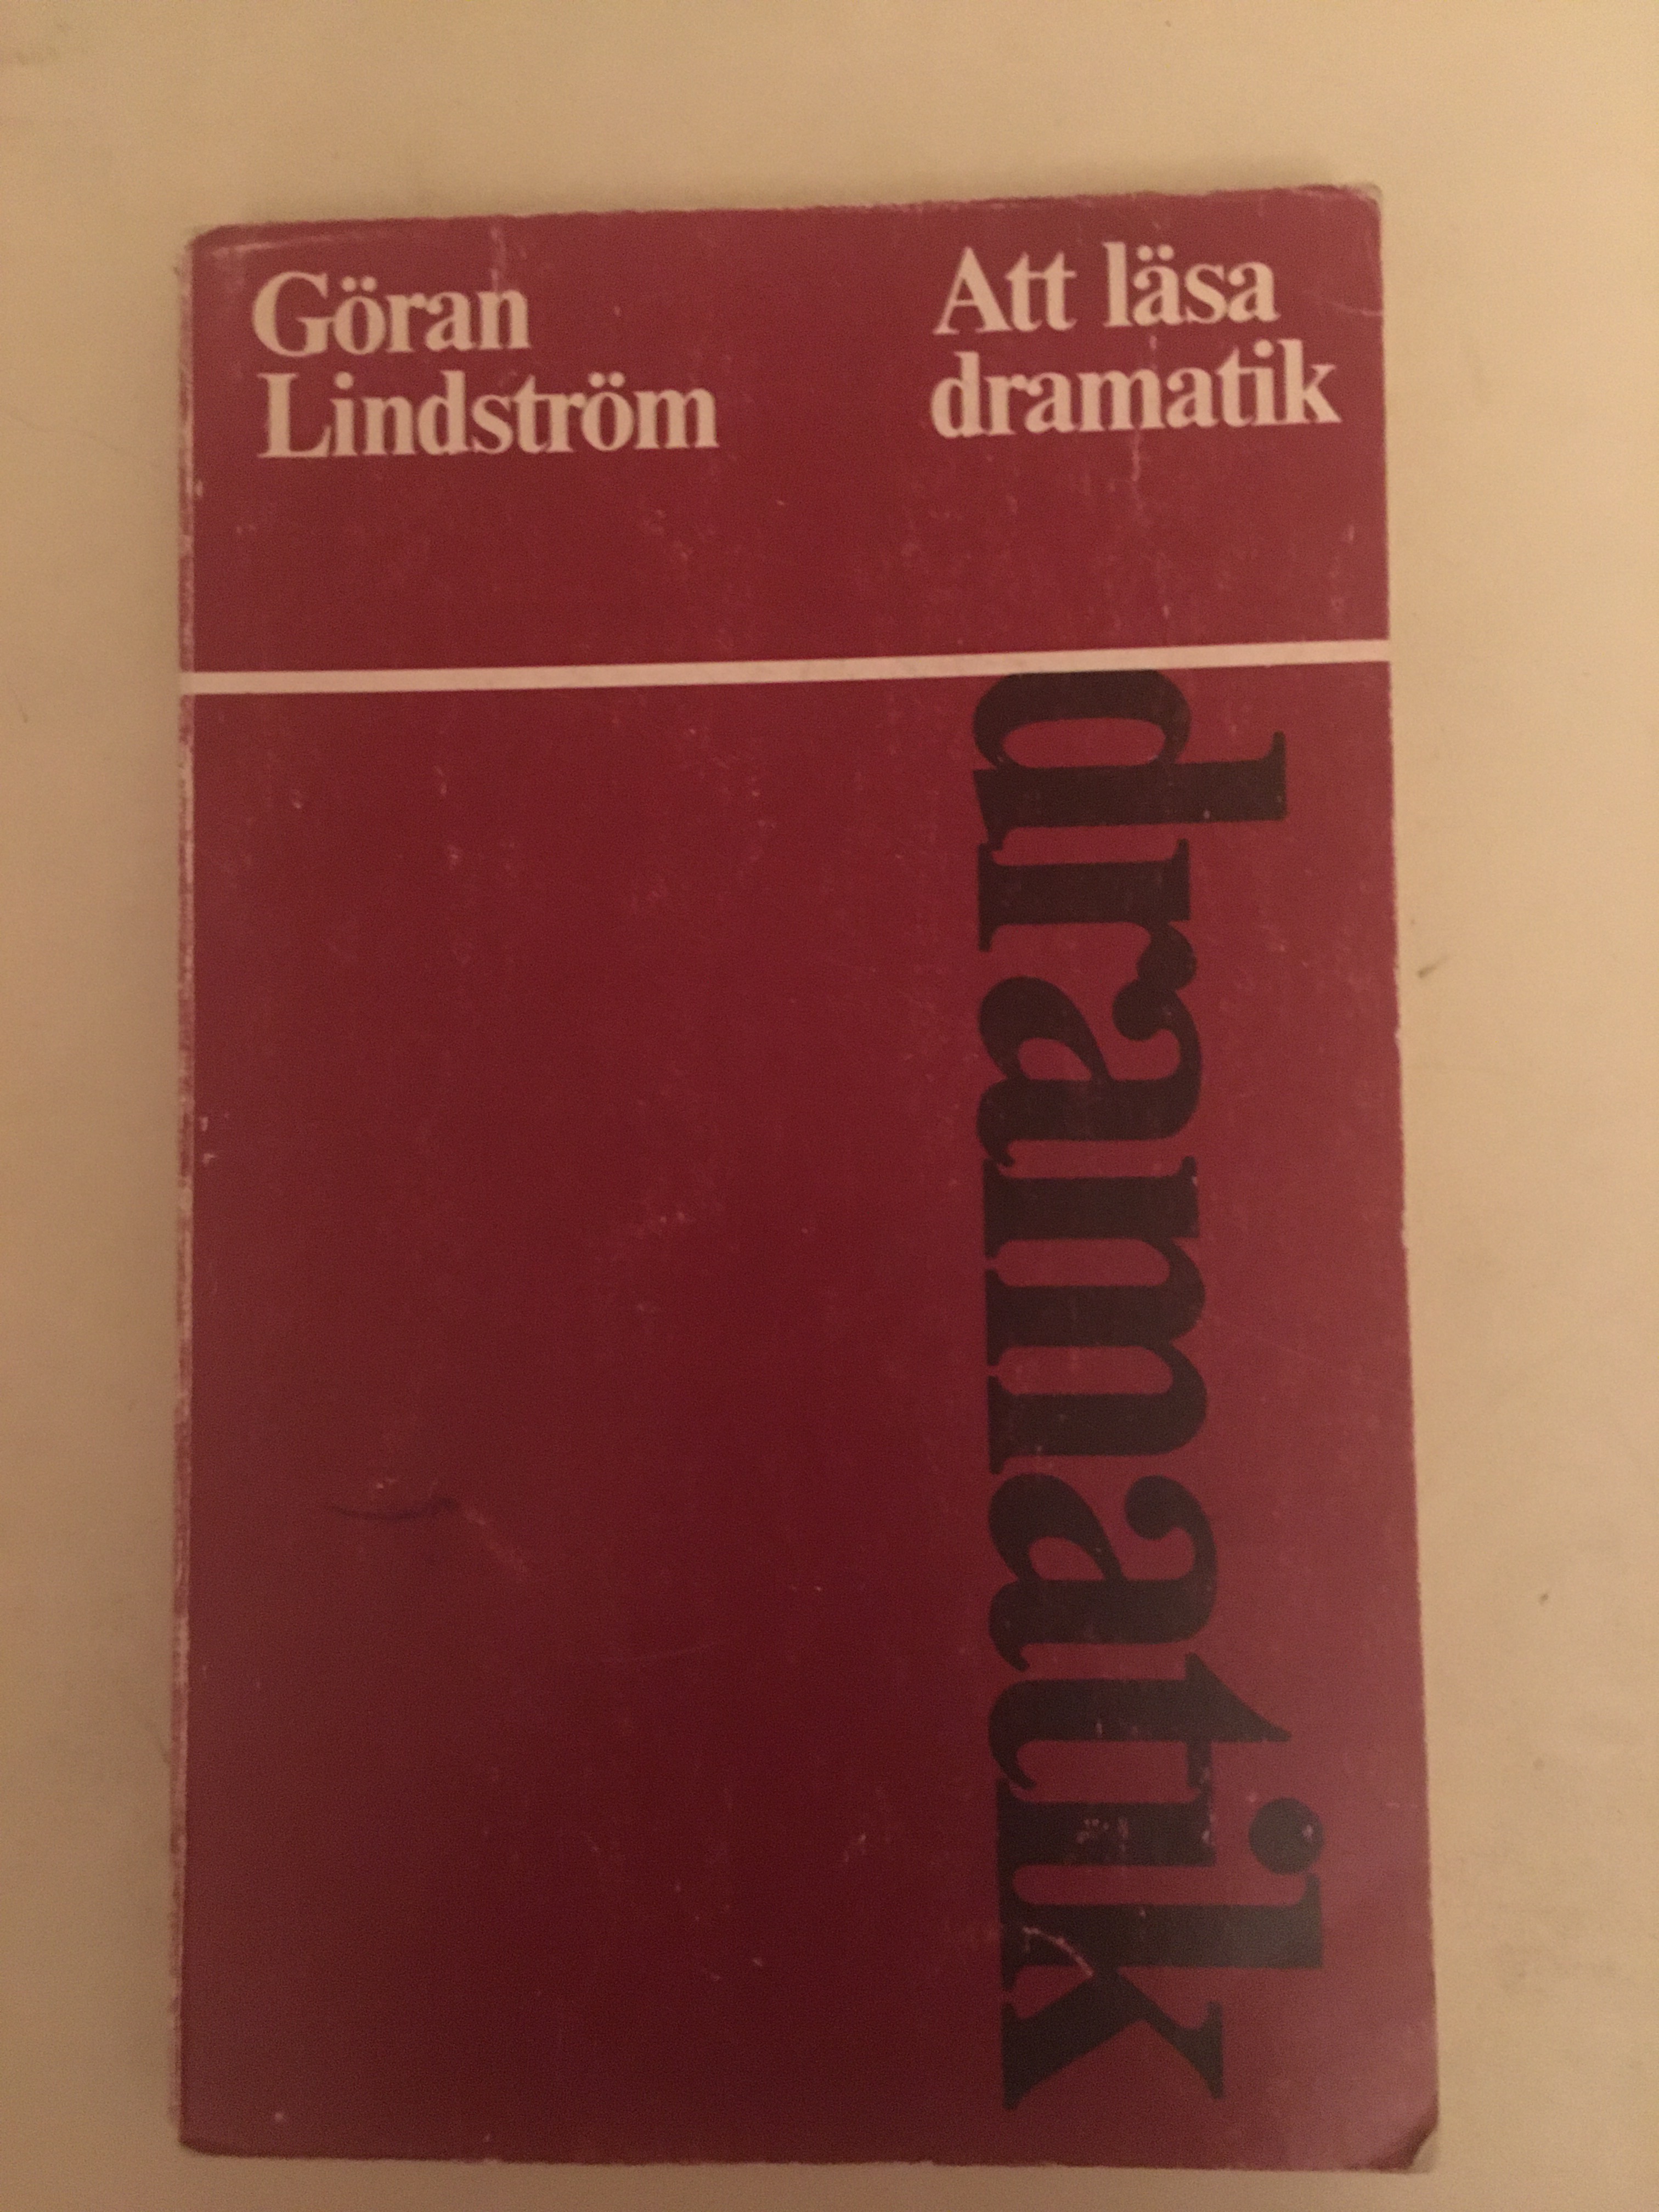 Göran
Lindström
Att läsa
dramatik
dramatik